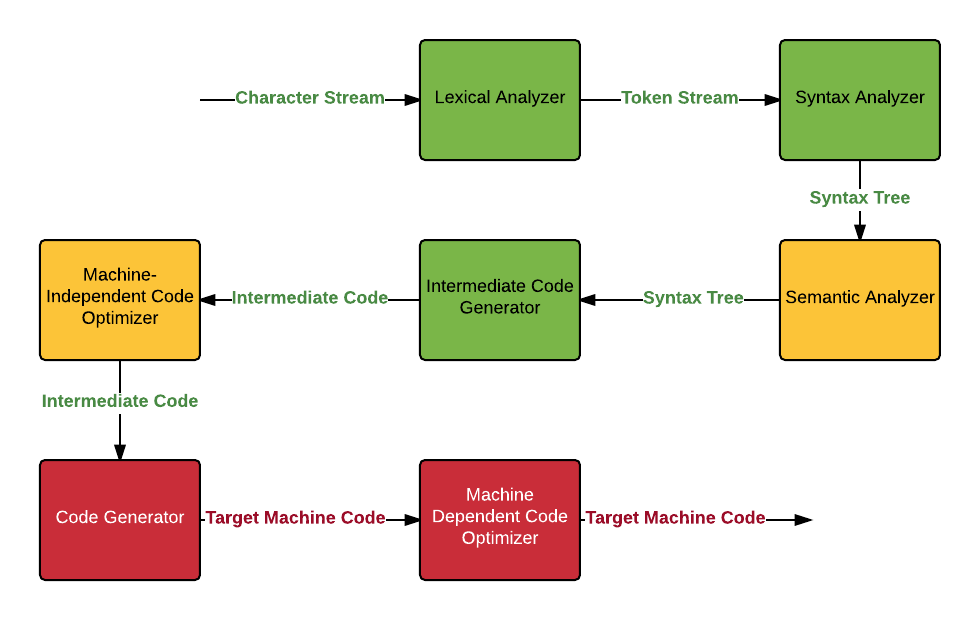 Character Stream
Lexical Analyzer
Token Stream
Syntax Analyzer
Syntax Tree
Semantic Analyzer
Syntax Tree
Intermediate Code
Generator
Intermediate Code
Machine-
Independent Code
Optimizer
Intermediate Code
Code Generator
Target Machine Code
Machine
Dependent Code
Optimizer
Target Machine Code